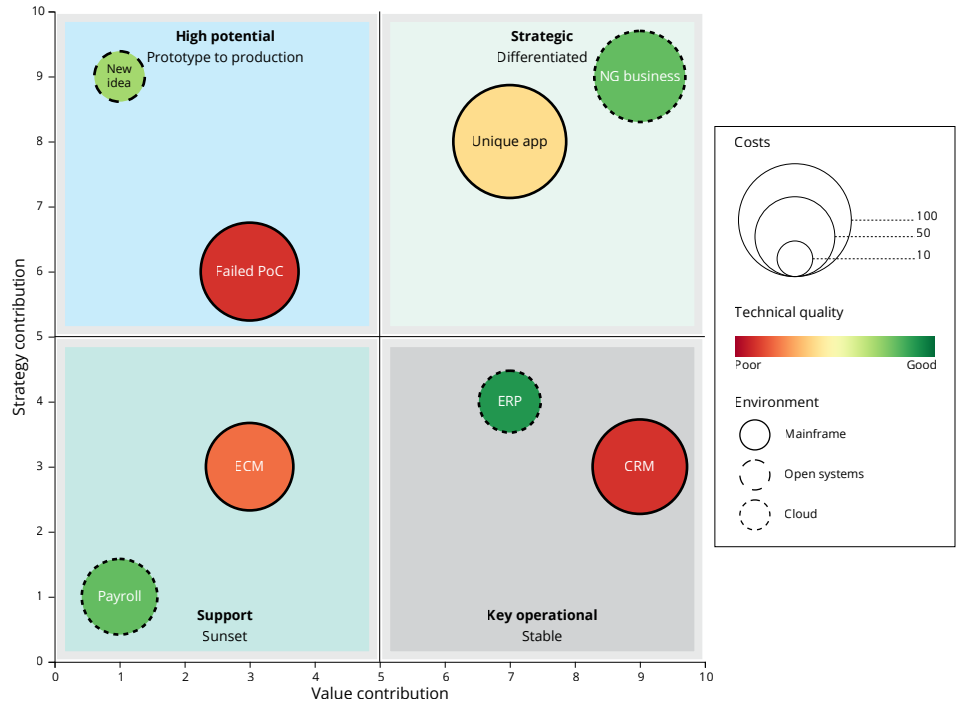 High potential
Prototype to production
New
idea
Failed PoC
Strategic
Differentiated
NG business
Unique app
ECM
Payroll
Support
Sunset
ERP
CRM
Key operational
Stable
Strategy contribution
10
9
8
7
6
5
4
3
2
1
0
0
1
2
3
4
5
6
7
8
9
10
Value contribution
Costs
100
50
10
Technical quality
Poor
Good
Environment
Mainframe
Open systems
Cloud